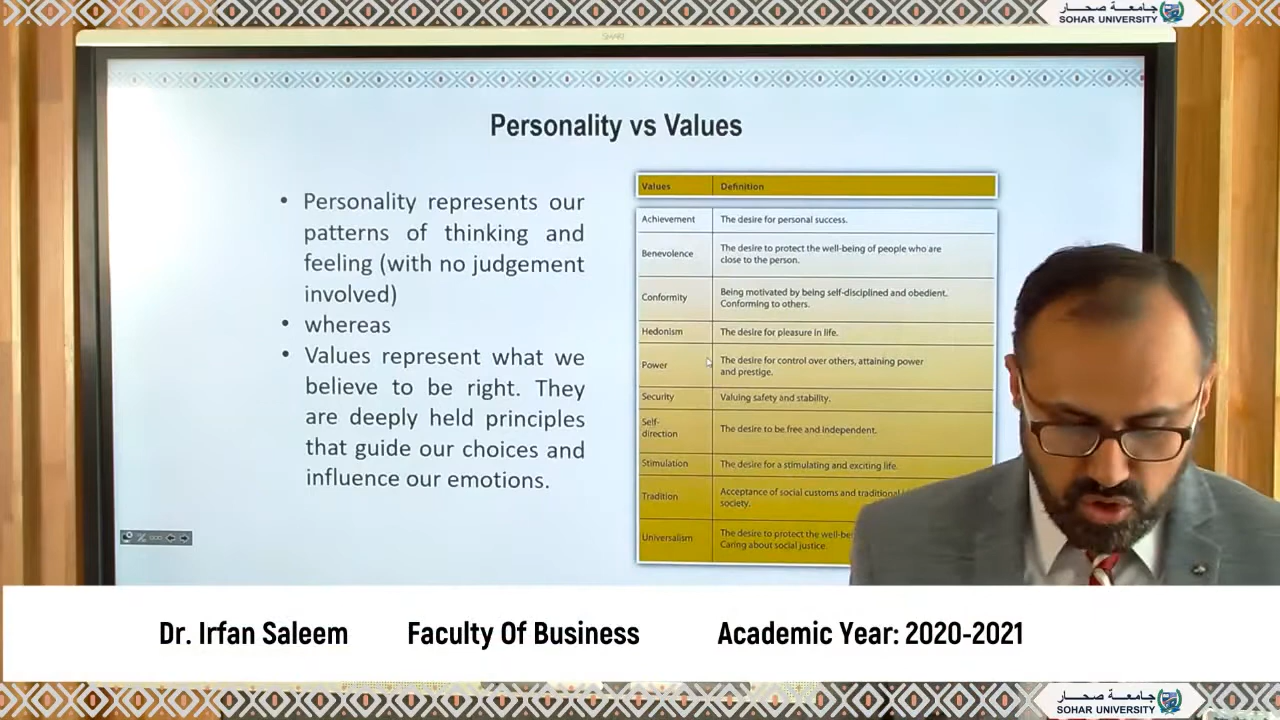 جامعة صحار
SOHAR UNIVERSITY
SMART
Personality vs Values
• Personality represents our
patterns of thinking and
feeling (with no judgement
involved)
• whereas
• Values represent what we
believe to be right. They
are deeply held principles
that guide our choices and
influence our emotions.
Values Definition
Achievement The desire for personal success.
Benevolence The desire to protect the well-being of people who are
close to the person.
Conformity Being motivated by being self-disciplined and obedient.
Conforming to others.
Hedonism The desire for pleasure in life.
Power The desire for control over others, attaining power
and prestige.
Security Valuing safety and stability.
Self-
direction The desire to be free and independent.
Stimulation The desire for a stimulating and exciting life.
Tradition Acceptance of social customs and traditional
society.
Universalism The desire to protect the
Caring about social justice.
Dr. Irfan Saleem Faculty Of Business Academic Year: 2020-2021
جامعة صحار
SOHAR UNIVERSITY